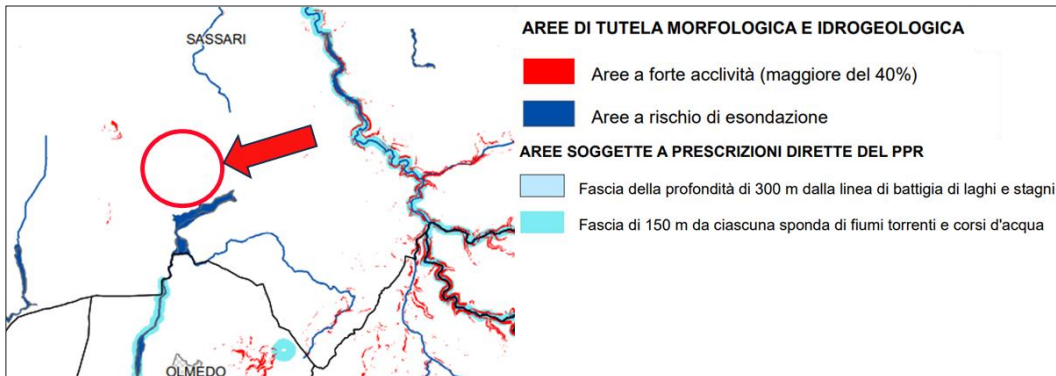 SASSARI
OLMEDO
AREE DI TUTELA MORFOLOGICA E IDROGEOLOGICA
Aree a forte acclività (maggiore del 40%)
Aree a rischio di esondazione
AREE SOGGETTE A PRESCRIZIONI DIRETTE DEL PPR
Fascia della profondità di 300 m dalla linea di battigia di laghi e stagni
Fascia di 150 m da ciascuna sponda di fiumi torrenti e corsi d'acqua